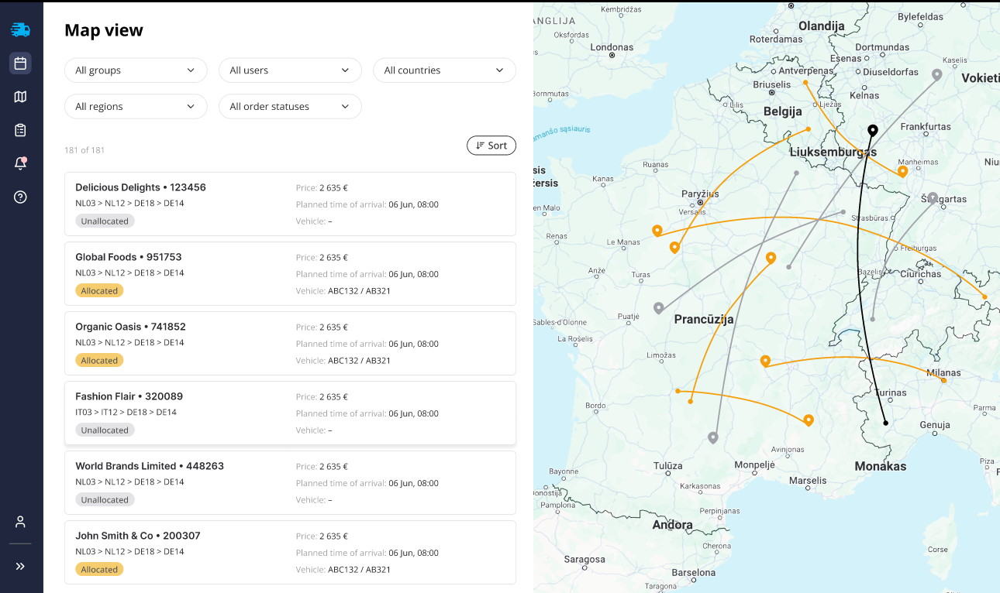 Map view
All groups
All users
All countries
All regions
All order statuses
181 of 181
Sort
Delicious Delights • 123456
NL03 > NL12 > DE18 > DE14
Unallocated
Price: 2 635 €
Planned time of arrival: 06 Jun, 08:00
Vehicle: –
Global Foods • 951753
NL03 > NL12 > DE18 > DE14
Allocated
Price: 2 635 €
Planned time of arrival: 06 Jun, 08:00
Vehicle: ABC132 / AB321
Organic Oasis • 741852
NL03 > NL12 > DE18 > DE14
Allocated
Price: 2 635 €
Planned time of arrival: 06 Jun, 08:00
Vehicle: ABC132 / AB321
Fashion Flair • 320089
IT03 > IT12 > DE18 > DE14
Unallocated
Price: 2 635 €
Planned time of arrival: 06 Jun, 08:00
Vehicle: –
World Brands Limited • 448263
NL03 > NL12 > DE18 > DE14
Unallocated
Price: 2 635 €
Planned time of arrival: 06 Jun, 08:00
Vehicle: –
John Smith & Co • 200307
NL03 > NL12 > DE18 > DE14
Allocated
Price: 2 635 €
Planned time of arrival: 06 Jun, 08:00
Vehicle: ABC132 / AB321
Kembridžas
ANGLIJA
Oksfordas
Londonas
Olandija
Roterdamas
Bylefeldas
Dortmundas
Esenas
Kaselis
Antverpenas
Diuseldorfas
Vokieti
Briuselis
Bornmutas
Kelnas
Lilis
Belgija
Lježas
Frankfurtas
amanšo sąsiauris
Liuksemburgas
Ruanas
Manheimas
Niu
sis
žersis
Kanas
Paryžius
Versalis
en Malo
Strasbūras
Renas
Le Manas
Freiburgas
Anžė
Turas
Bazelis
Ciurichas
Puatjė
Prancūzija
Sables-d'Olonne
La Rošelis
Limožas
Milanas
Turinas
Bordo
Parma
Genuja
Avinjonas
Tulūza
Monpeljė
Monakas
Piza
Bayonne
Marselis
Karkasonas
Donostija
Pamplona
Perpinjanas
Andora
Cherona
Corse
Saragosa
Barselona
Taragona